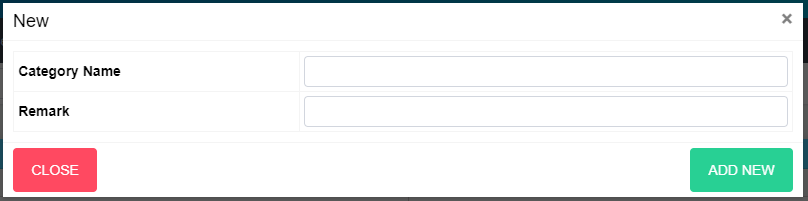 New
×
Category Name
Remark
CLOSE
ADD NEW